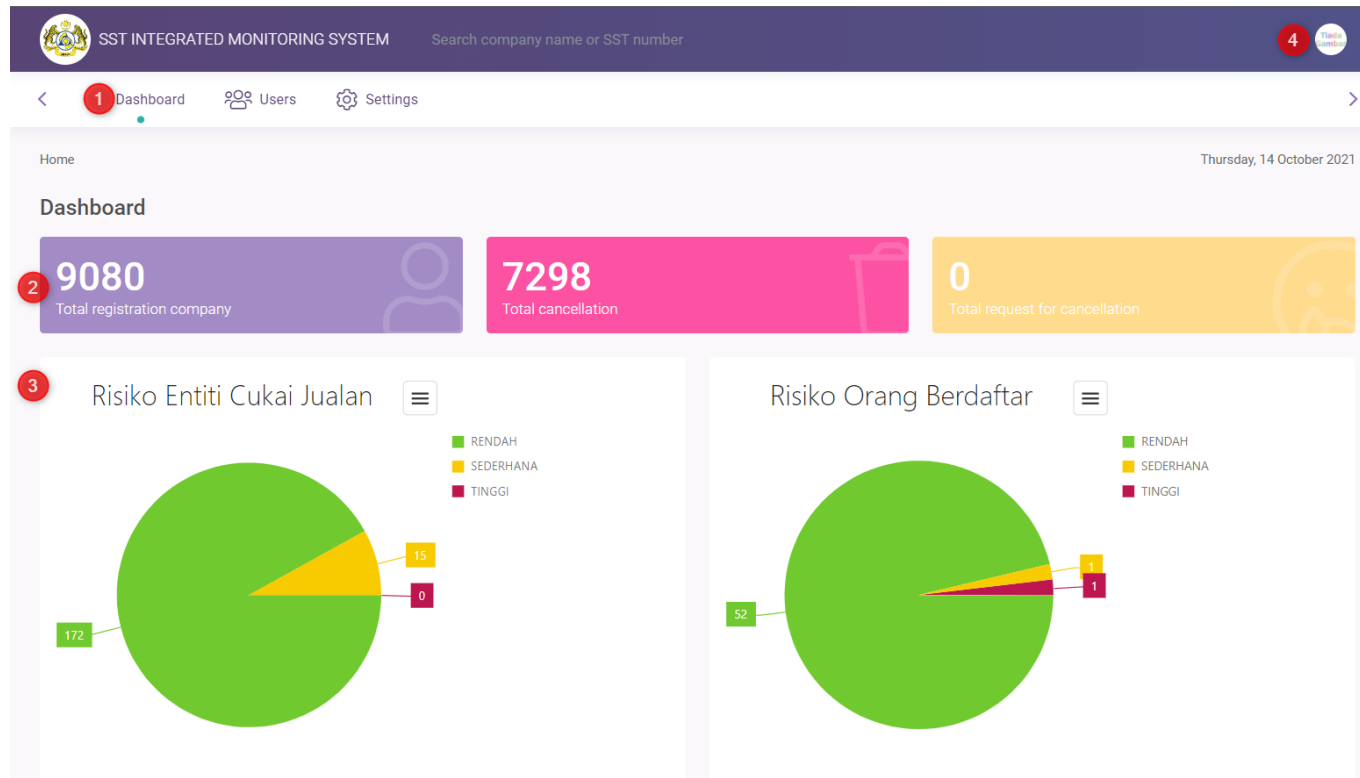 SST INTEGRATED MONITORING SYSTEM Search company name or SST number 4 Tiada Gambar
1 Dashboard Users Settings
Home Thursday, 14 October 2021
Dashboard
2 9080 7298 0
Total registration company Total cancellation Total request for cancellation
3 Risiko Entiti Cukai Jualan Risiko Orang Berdaftar
RENDAH RENDAH
SEDERHANA SEDERHANA
TINGGI TINGGI
15 1
0 1
172 52